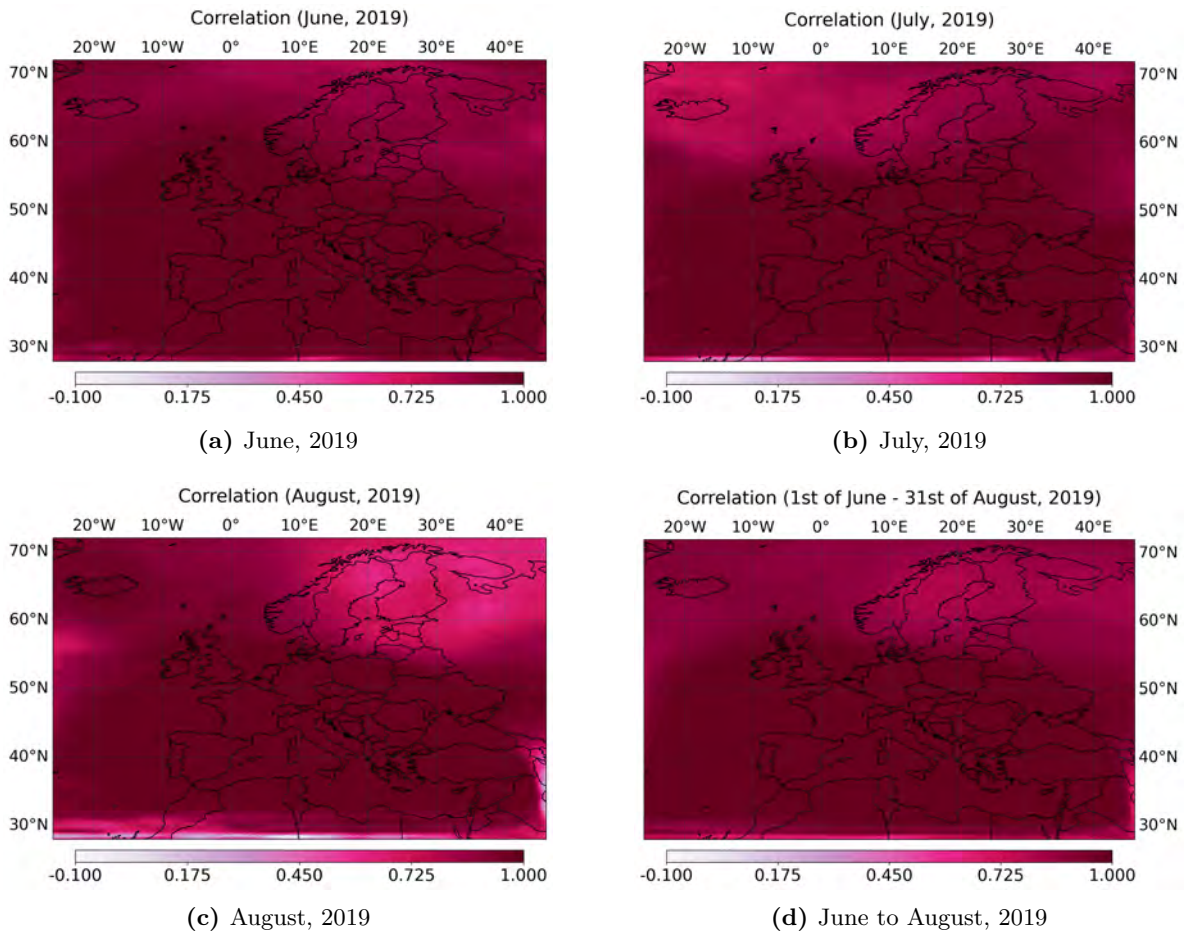 Correlation (June, 2019)
20°W 10°W 0° 10°E 20°E 30°E 40°E
70°N
60°N
50°N
40°N
30°N
-0.100 0.175 0.450 0.725 1.000
(a) June, 2019
Correlation (July, 2019)
20°W 10°W 0° 10°E 20°E 30°E 40°E
70°N
60°N
50°N
40°N
30°N
-0.100 0.175 0.450 0.725 1.000
(b) July, 2019
Correlation (August, 2019)
20°W 10°W 0° 10°E 20°E 30°E 40°E
70°N
60°N
50°N
40°N
30°N
-0.100 0.175 0.450 0.725 1.000
(c) August, 2019
Correlation (1st of June - 31st of August, 2019)
20°W 10°W 0° 10°E 20°E 30°E 40°E
70°N
60°N
50°N
40°N
30°N
-0.100 0.175 0.450 0.725 1.000
(d) June to August, 2019